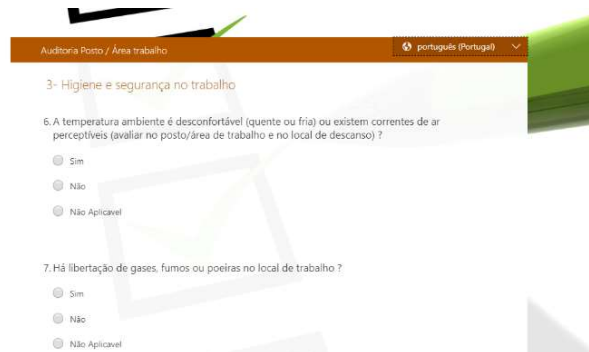 Auditoria Posto / Área trabalho
português (Portugal)
3- Higiene e segurança no trabalho
6. A temperatura ambiente é desconfortável (quente ou fria) ou existem correntes de ar
perceptíveis (avaliar no posto/área de trabalho e no local de descanso) ?
Sim
Não
Não Aplicavel
7. Há libertação de gases, fumos ou poeiras no local de trabalho ?
Sim
Não
Não Aplicavel